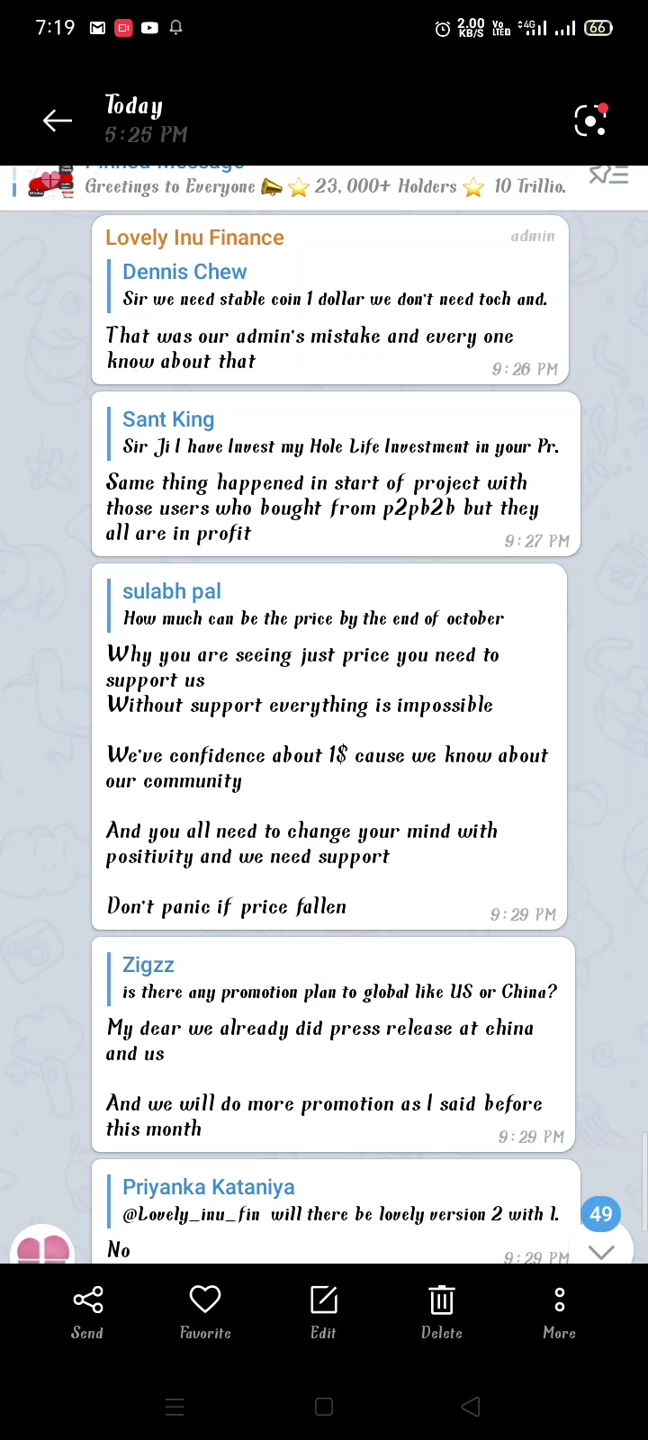 7:19
2.00
KB/S
Vo
LTE
4G
66
Today
5:25 PM
Pinned Message
Greetings to Everyone 📣⭐ 23,000+ Holders ⭐ 10 Trillio.
Lovely Inu Finance
admin
Dennis Chew
Sir we need stable coin 1 dollar we don't need toch and.
That was our admin's mistake and every one
know about that
9:26 PM
Sant King
Sir Ji I have Invest my Hole Life Investment in your Pr.
Same thing happened in start of project with
those users who bought from p2pb2b but they
all are in profit
9:27 PM
sulabh pal
How much can be the price by the end of october
Why you are seeing just price you need to
support us
Without support everything is impossible
We've confidence about 1$ cause we know about
our community
And you all need to change your mind with
positivity and we need support
Don't panic if price fallen
9:29 PM
Zigzz
is there any promotion plan to global like US or China?
My dear we already did press release at china
and us
And we will do more promotion as I said before
this month
9:29 PM
Priyanka Kataniya
@Lovely_inu_fin will there be lovely version 2 with l.
No
9:29 PM
49
Send
Favorite
Edit
Delete
More